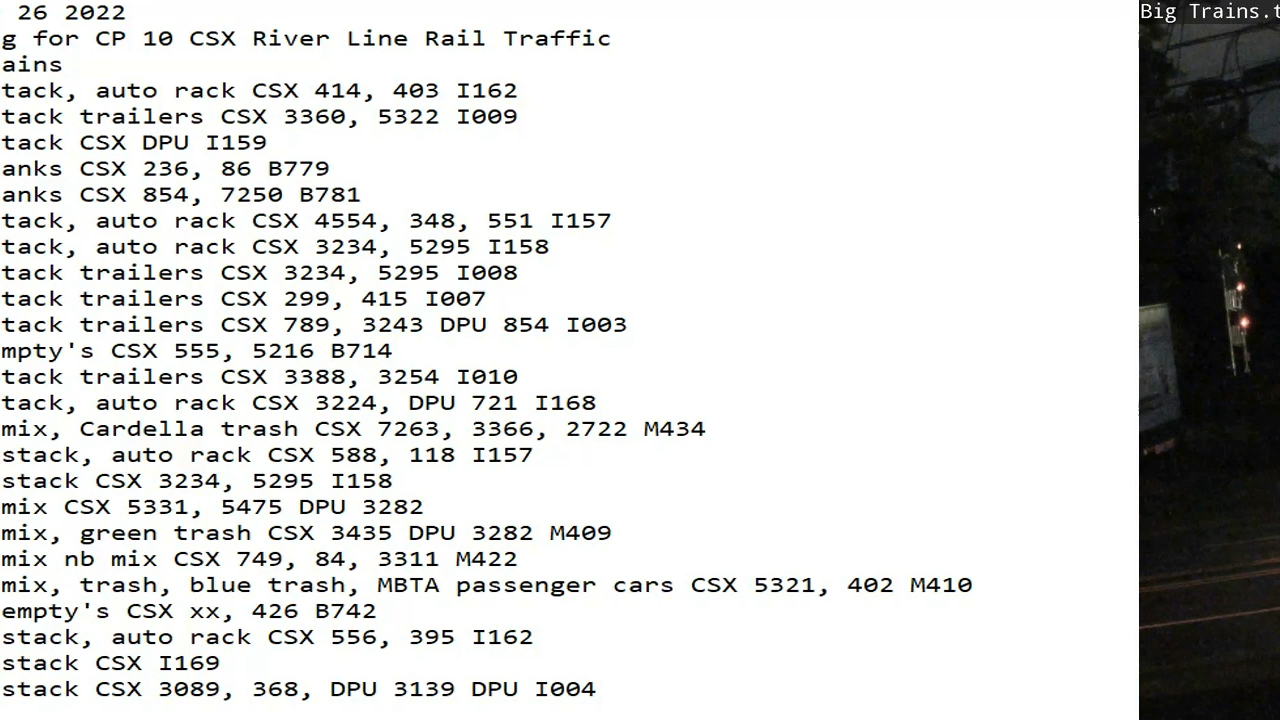 26 2022
g for CP 10 CSX River Line Rail Traffic
ains
tack, auto rack CSX 414, 403 I162
tack trailers CSX 3360, 5322 I009
tack CSX DPU I159
anks CSX 236, 86 B779
anks CSX 854, 7250 B781
tack, auto rack CSX 4554, 348, 551 I157
tack, auto rack CSX 3234, 5295 I158
tack trailers CSX 3234, 5295 I008
tack trailers CSX 299, 415 I007
tack trailers CSX 789, 3243 DPU 854 I003
mpty's CSX 555, 5216 B714
tack trailers CSX 3388, 3254 I010
tack, auto rack CSX 3224, DPU 721 I168
mix, Cardella trash CSX 7263, 3366, 2722 M434
stack, auto rack CSX 588, 118 I157
stack CSX 3234, 5295 I158
mix CSX 5331, 5475 DPU 3282
mix, green trash CSX 3435 DPU 3282 M409
mix nb mix CSX 749, 84, 3311 M422
mix, trash, blue trash, MBTA passenger cars CSX 5321, 402 M410
empty's CSX xx, 426 B742
stack, auto rack CSX 556, 395 I162
stack CSX I169
stack CSX 3089, 368, DPU 3139 DPU I004
Big Trains.t